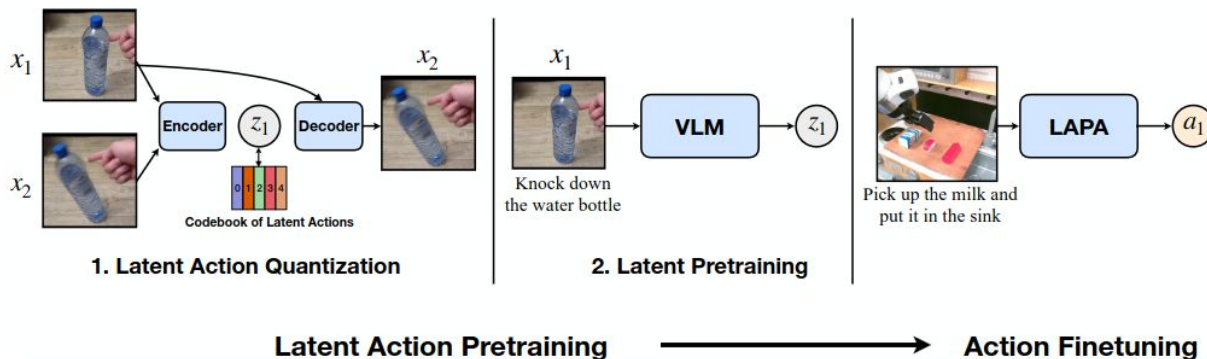 x₁
x₂
Encoder
z₁
Decoder
x₂
0 1 2 3 4
Codebook of Latent Actions
1. Latent Action Quantization
x₁
Knock down
the water bottle
VLM
z₁
2. Latent Pretraining
Pick up the milk and
put it in the sink
LAPA
a₁
Latent Action Pretraining
Action Finetuning